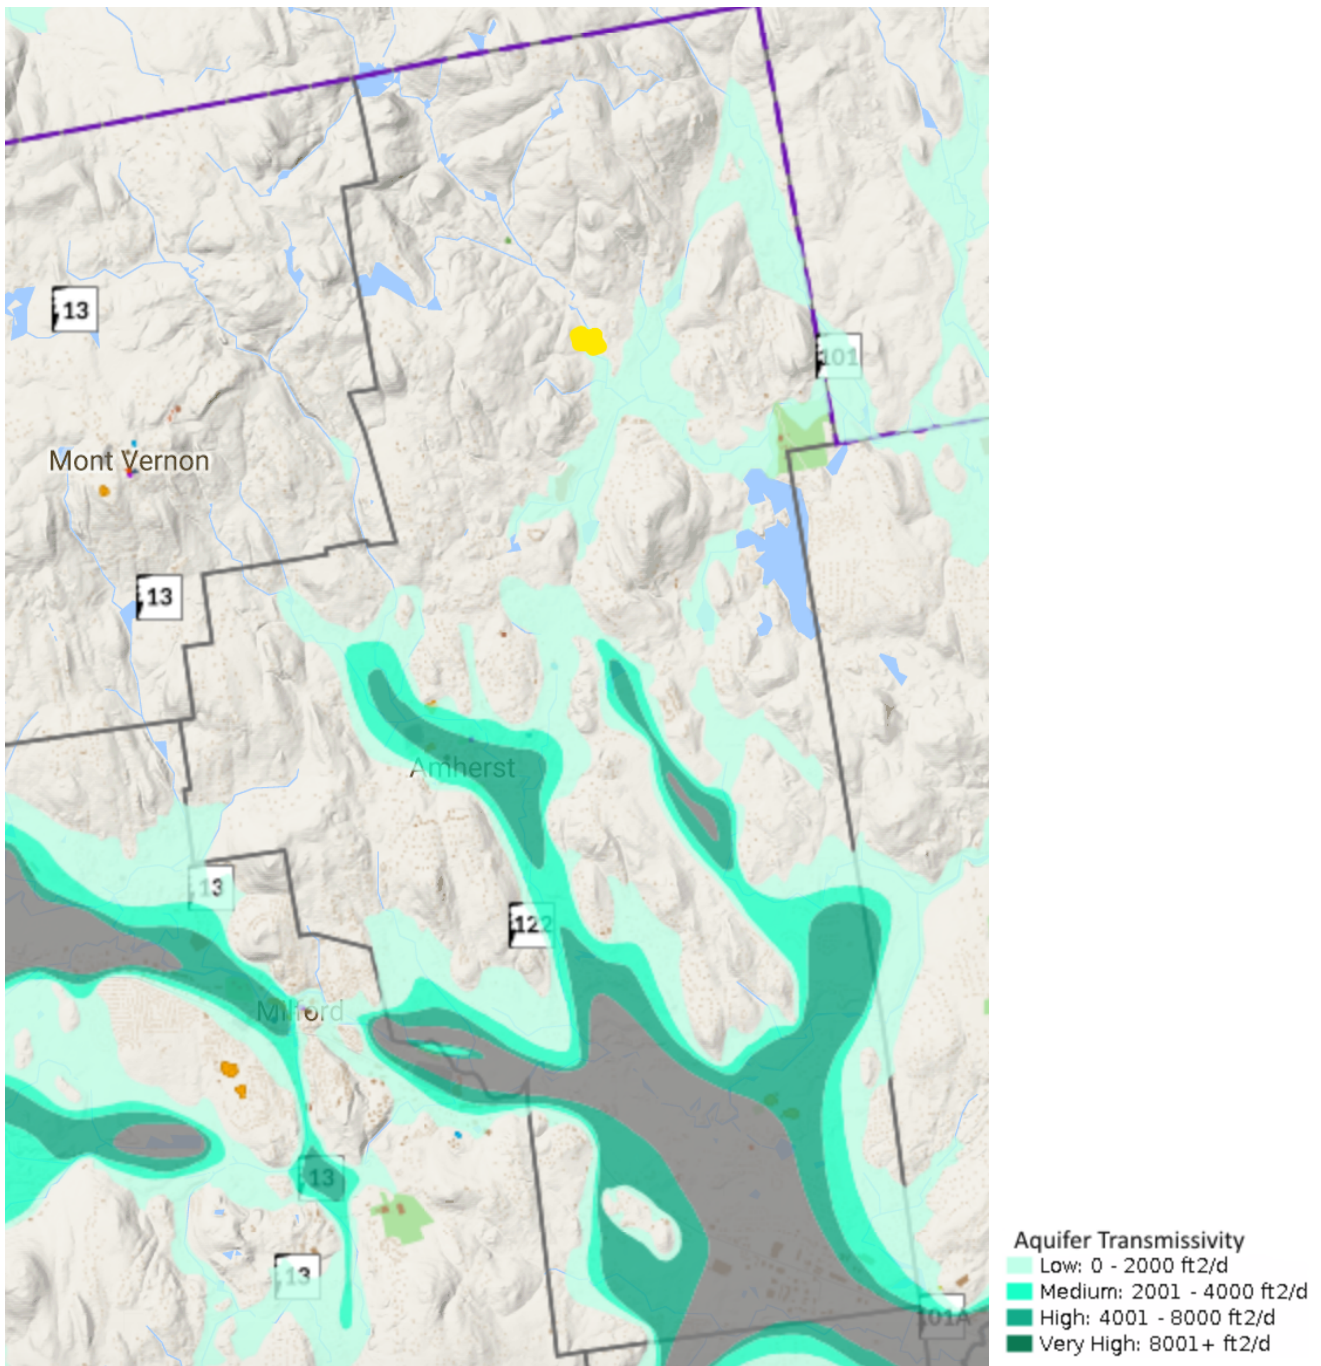 13
101
Mont Vernon
13
Amherst
13
122
Milford
13
13
101A
Aquifer Transmissivity
Low: 0 - 2000 ft2/d
Medium: 2001 - 4000 ft2/d
High: 4001 - 8000 ft2/d
Very High: 8001+ ft2/d